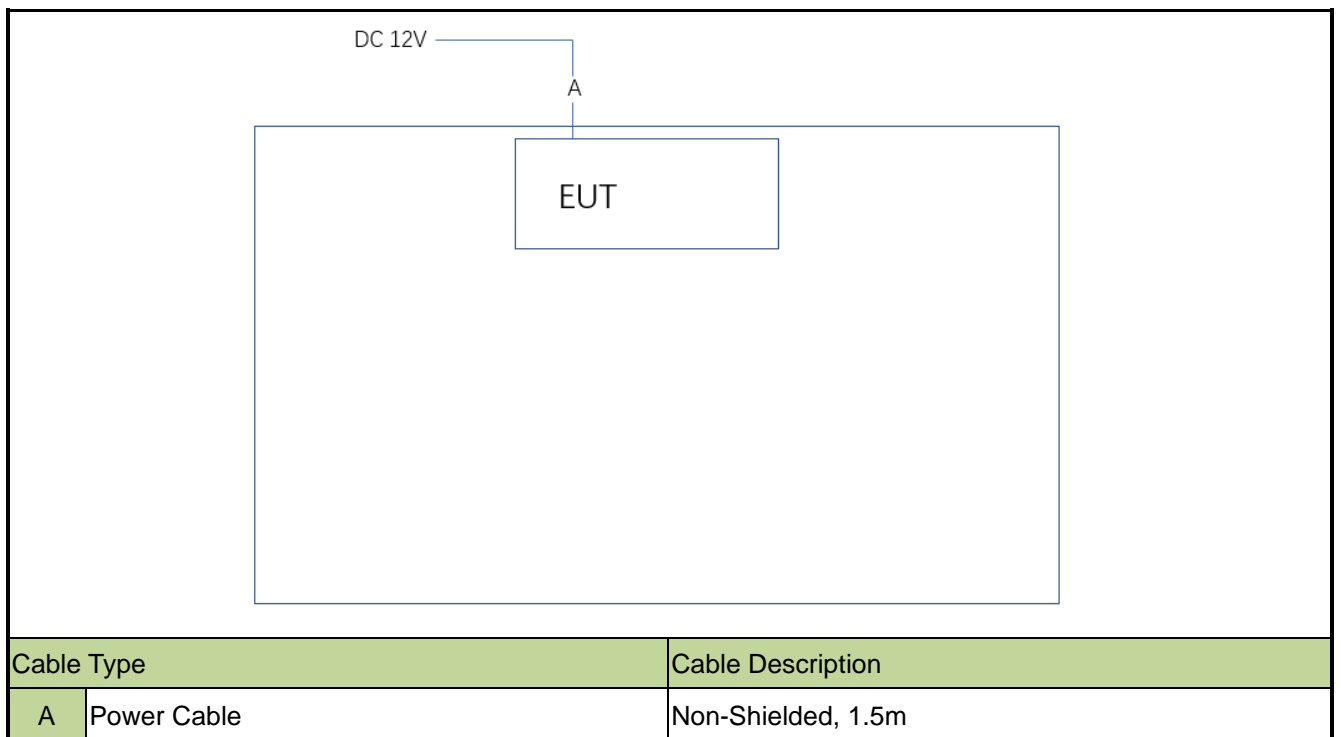 DC 12V
A
EUT
Cable Type Cable Description
A Power Cable Non-Shielded, 1.5m